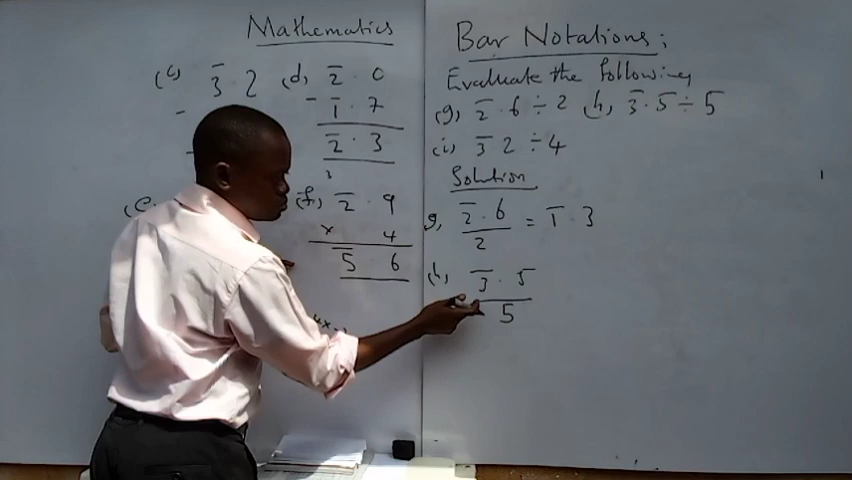 Mathematics
(c) 3̄ . 2 (d) 2̄ . 0
- - 1̄ . 7
2̄ . 3
(e) (f) 2̄ . 9
x 4
5̄ 6
Bar Notations;
Evaluate the following
(g) 2̄ . 6 ÷ 2 (h) 3̄ . 5 ÷ 5
(i) 3̄ 2 ÷ 4
Solution
g, 2̄ . 6 / 2 = 1̄ . 3
(h) 3̄ . 5
5